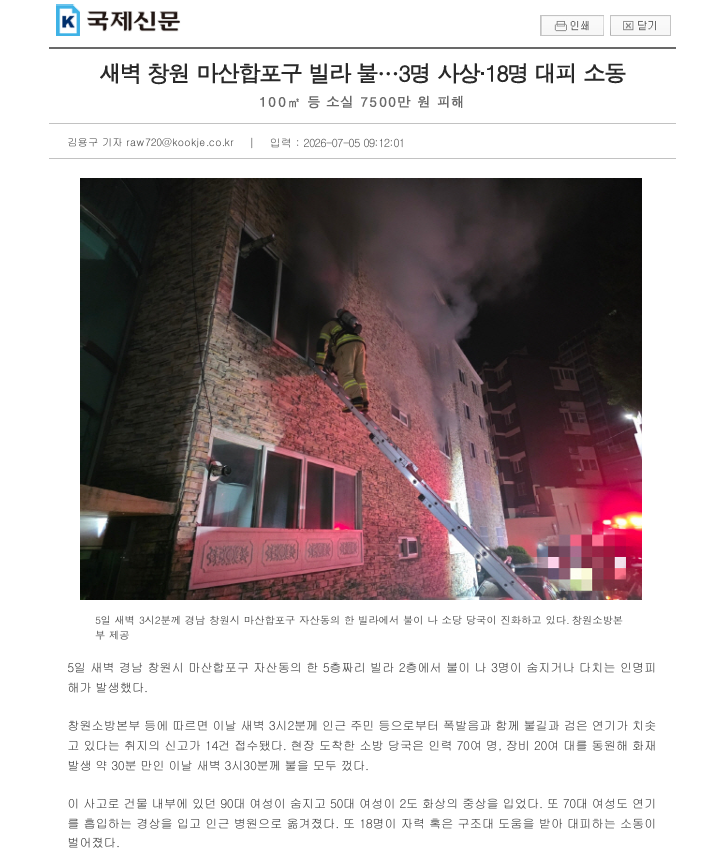 국제신문
인쇄
닫기
새벽 창원 마산합포구 빌라 불…3명 사상·18명 대피 소동
100㎡ 등 소실 7500만 원 피해
김용구 기자 raw720@kookje.co.kr | 입력 : 2026-07-05 09:12:01
5일 새벽 3시2분께 경남 창원시 마산합포구 자산동의 한 빌라에서 불이 나 소당 당국이 진화하고 있다. 창원소방본
부 제공
5일 새벽 경남 창원시 마산합포구 자산동의 한 5층짜리 빌라 2층에서 불이 나 3명이 숨지거나 다치는 인명피
해가 발생했다.
창원소방본부 등에 따르면 이날 새벽 3시2분께 인근 주민 등으로부터 폭발음과 함께 불길과 검은 연기가 치솟
고 있다는 취지의 신고가 14건 접수됐다. 현장 도착한 소방 당국은 인력 70여 명, 장비 20여 대를 동원해 화재
발생 약 30분 만인 이날 새벽 3시30분께 불을 모두 껐다.
이 사고로 건물 내부에 있던 90대 여성이 숨지고 50대 여성이 2도 화상의 중상을 입었다. 또 70대 여성도 연기
를 흡입하는 경상을 입고 인근 병원으로 옮겨졌다. 또 18명이 자력 혹은 구조대 도움을 받아 대피하는 소동이
벌어졌다.